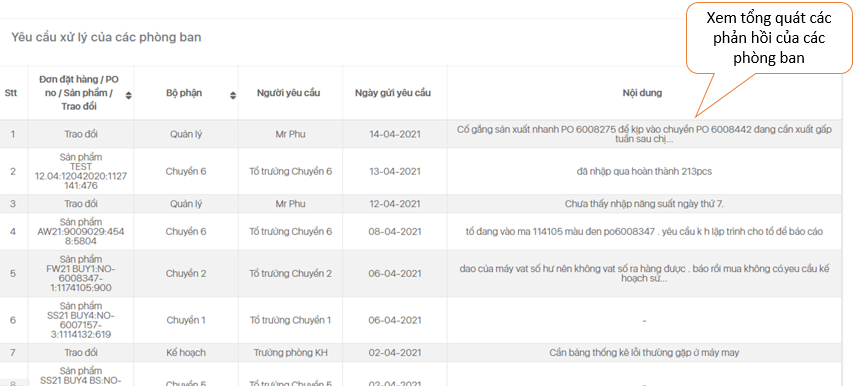 Xem tổng quát các
phản hồi của các
phòng ban
Yêu cầu xử lý của các phòng ban
Stt
Đơn đặt hàng / PO
no / Sản phẩm /
Trao đổi
Bộ phận
Người yêu cầu
Ngày gửi yêu cầu
Nội dung
1
Trao đổi
Quản lý
Mr Phu
14-04-2021
Cố gắng sản xuất nhanh PO 6008275 để kịp vào chuyền PO 6008442 đang cần xuất gấp
tuần sau chị...
2
Sản phẩm
TEST
12.04:12042020:1127
141:476
Chuyền 6
Tổ trưởng Chuyền 6
13-04-2021
đã nhập qua hoàn thành 213pcs
3
Trao đổi
Quản lý
Mr Phu
12-04-2021
Chưa thấy nhập năng suất ngày thứ 7.
4
Sản phẩm
AW21:9009029:454
8:5804
Chuyền 6
Tổ trưởng Chuyền 6
08-04-2021
tổ đang vào ma 114105 màu đen po6008347 . yêu cầu k h lập trình cho tổ để báo cáo
5
Sản phẩm
FW21 BUY1:NO-
6008347-
1:1174105:900
Chuyền 2
Tổ trưởng Chuyền 2
06-04-2021
dao của máy vat số hư nên không vat số ra hàng được . báo rồi mua không có.yeu cầu kế
hoạch sử...
6
Sản phẩm
SS21 BUY4:NO-
6007157-
3:1114132:619
Chuyền 1
Tổ trưởng Chuyền 1
06-04-2021
-
7
Trao đổi
Kế hoạch
Trưởng phòng KH
02-04-2021
Cần bảng thống kê lỗi thường gặp ở máy may
8
Sản phẩm
SS21 BUY4 BS:NO-
Chuyền 5
Tổ trưởng Chuyền 5
02-04-2021
-